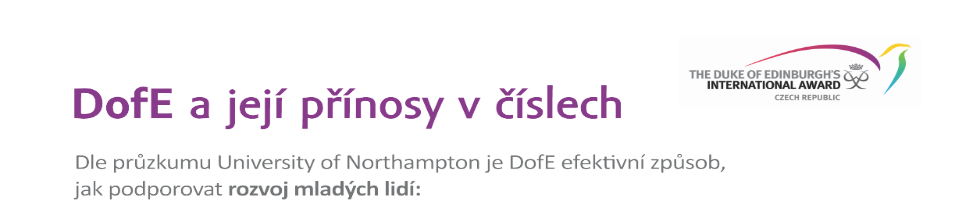 THE DUKE OF EDINBURGH'S
INTERNATIONAL AWARD
CZECH REPUBLIC
DofE a její přínosy v číslech
Dle průzkumu University of Northampton je DofE efektivní způsob,
jak podporovat rozvoj mladých lidí: